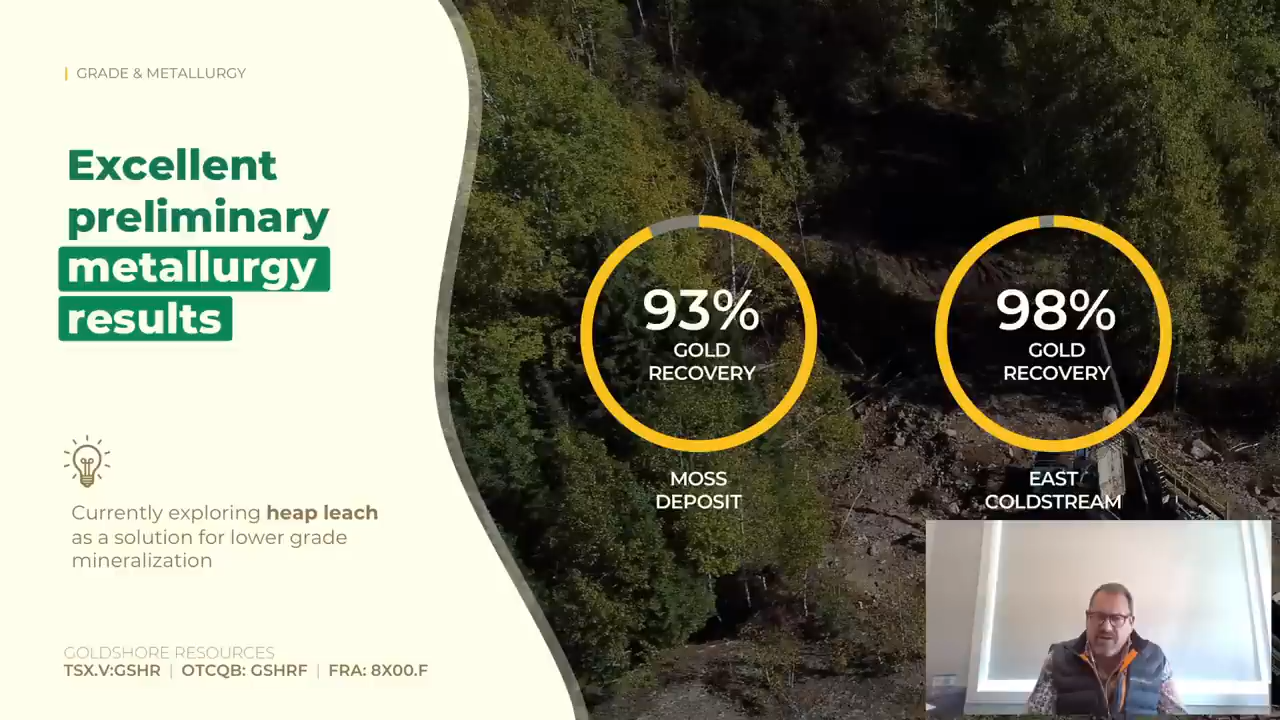 | GRADE & METALLURGY
Excellent
preliminary
metallurgy
results
Currently exploring heap leach
as a solution for lower grade
mineralization
GOLDSHORE RESOURCES
TSX.V:GSHR | OTCQB: GSHRF | FRA: 8X00.F
93%
GOLD
RECOVERY
MOSS
DEPOSIT
98%
GOLD
RECOVERY
EAST
COLDSTREAM